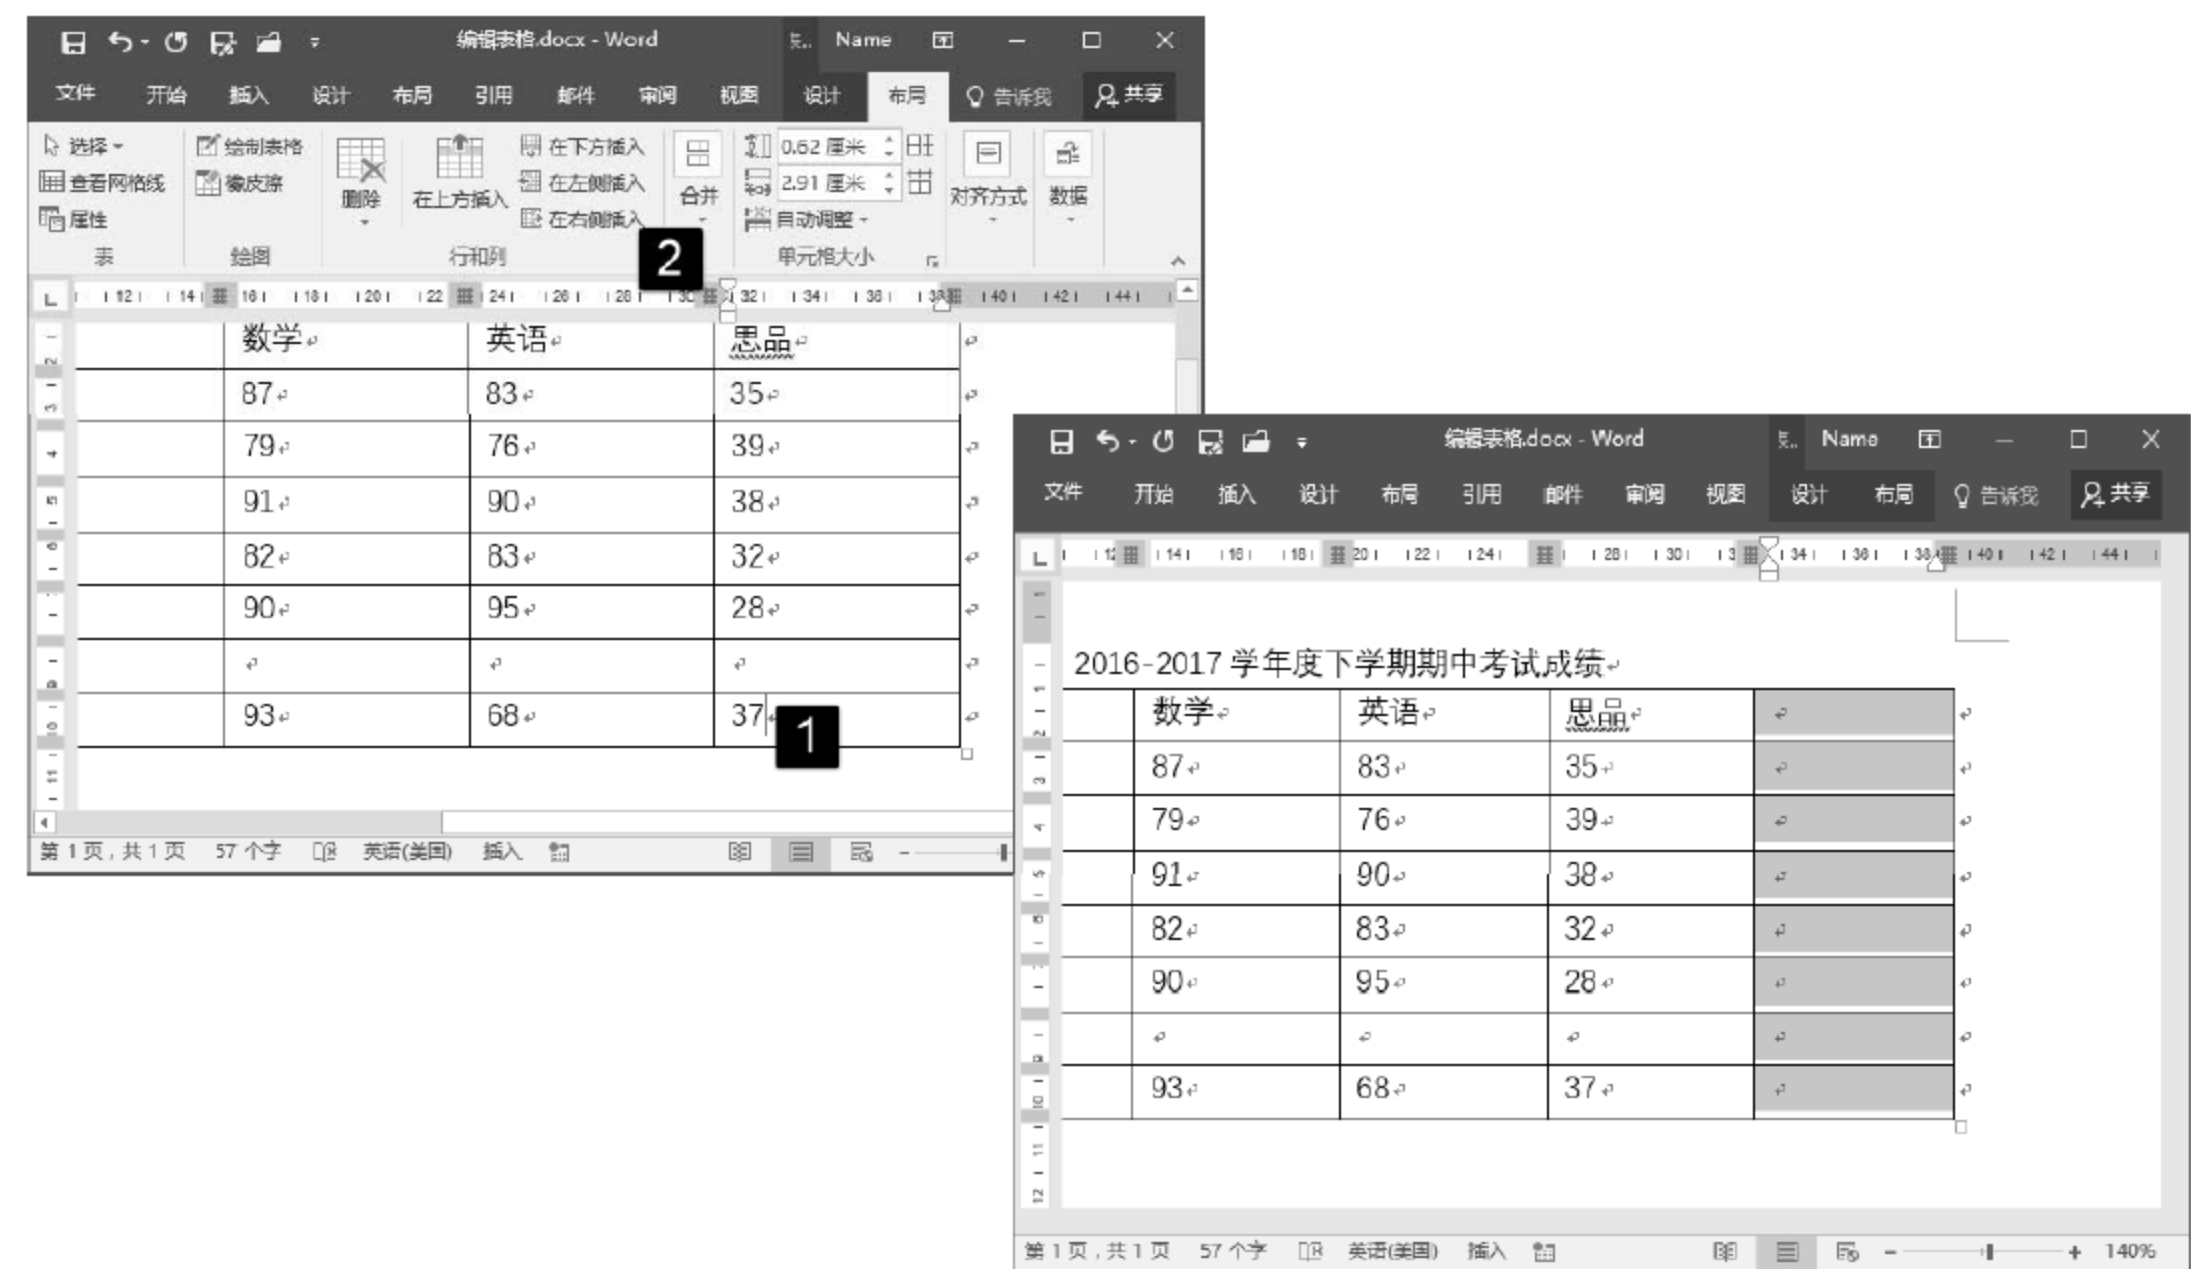 编辑表格.docx - Word Name
文件 开始 插入 设计 布局 引用 邮件 审阅 视图 设计 布局 告诉我 共享
选择 绘制表格 在下方插入 0.62 厘米
查看网格线 橡皮擦 删除 在上方插入 在左侧插入 合并 2.91 厘米 对齐方式 数据
属性 在右侧插入 自动调整
表 绘图 行和列 2 单元格大小
数学 英语 思品
87 83 35
79 76 39
91 90 38
82 83 32
90 95 28
93 68 37 1
第 1 页,共 1 页 57 个字 英语(美国) 插入
编辑表格.docx - Word Name
文件 开始 插入 设计 布局 引用 邮件 审阅 视图 设计 布局 告诉我 共享
2016-2017 学年度下学期期中考试成绩
数学 英语 思品
87 83 35
79 76 39
91 90 38
82 83 32
90 95 28
93 68 37
第 1 页,共 1 页 57 个字 英语(美国) 插入 140%